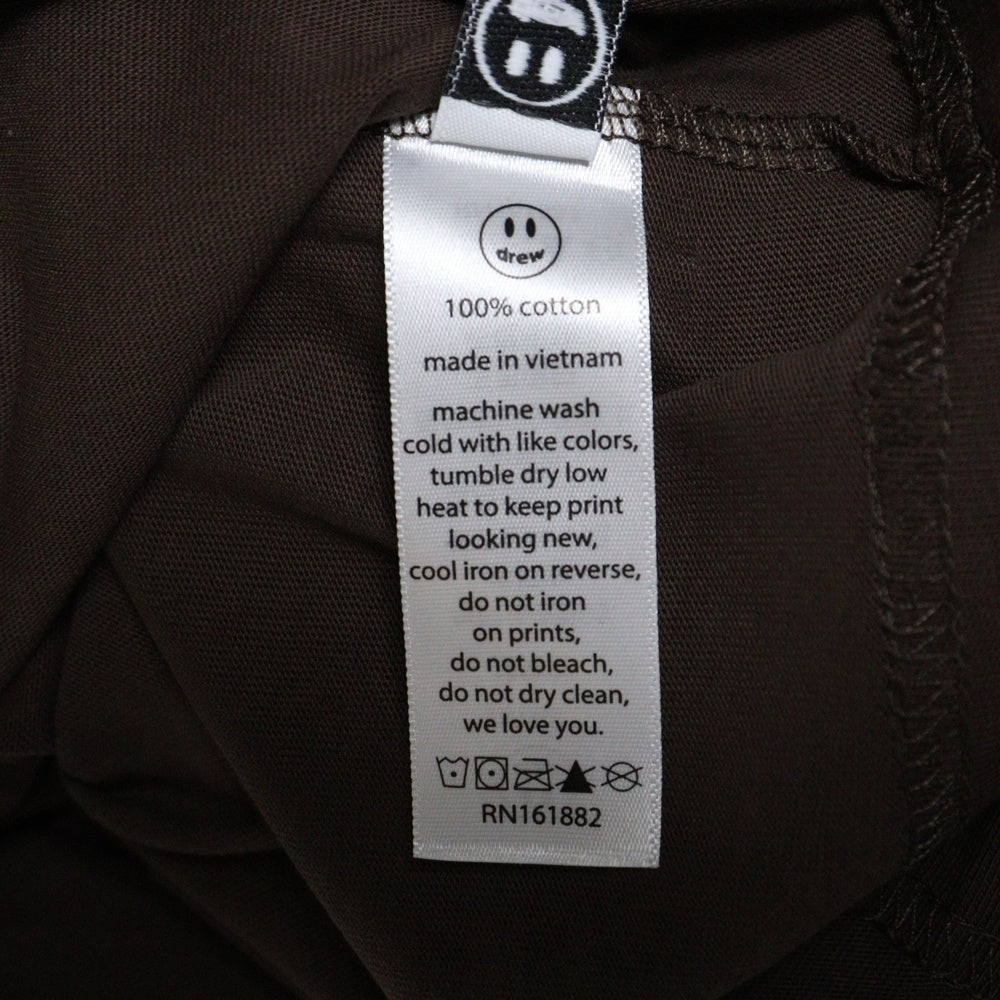 drew
100% cotton
made in vietnam
machine wash
cold with like colors,
tumble dry low
heat to keep print
looking new,
cool iron on reverse,
do not iron
on prints,
do not bleach,
do not dry clean,
we love you.
RN161882